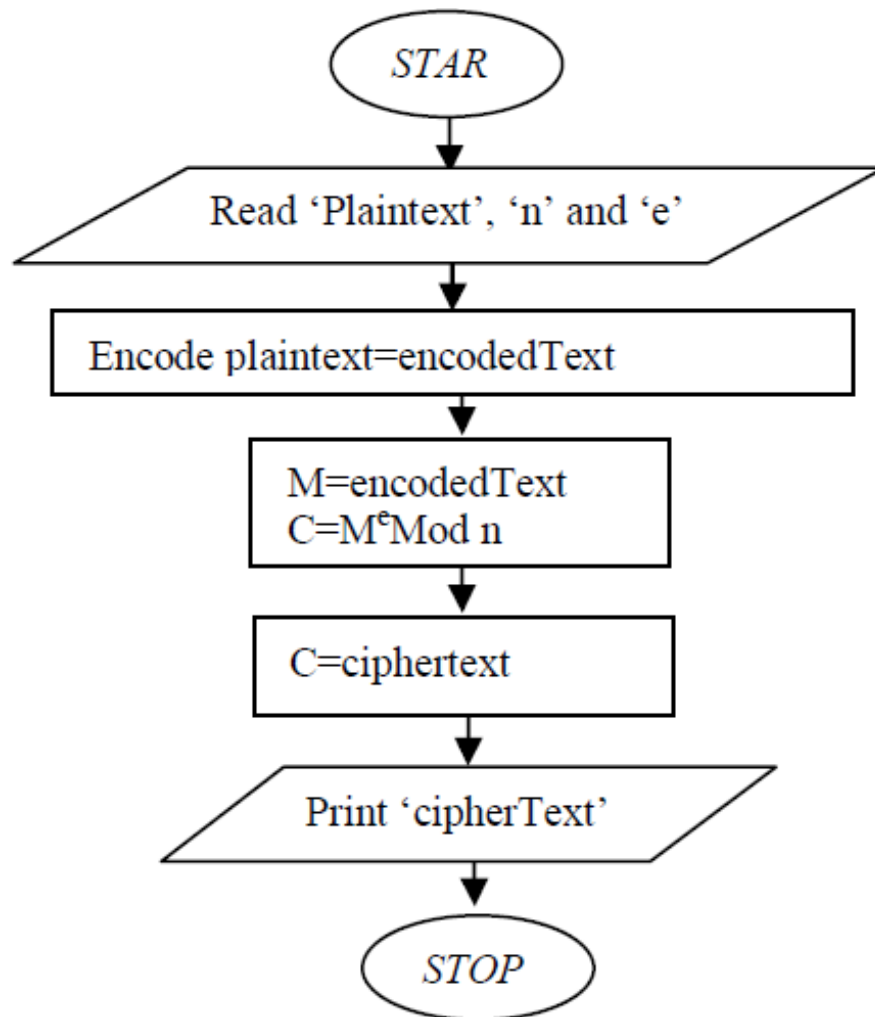 STAR
Read ‘Plaintext’, ‘n’ and ‘e’
Encode plaintext=encodedText
M=encodedText
C=MᵉMod n
C=ciphertext
Print ‘cipherText’
STOP